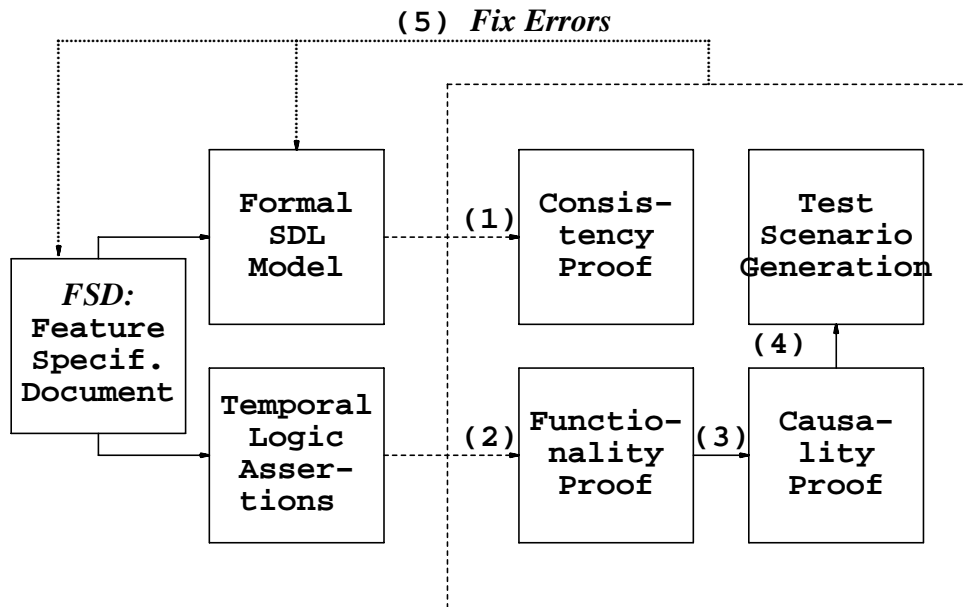 (5) Fix Errors
Formal
SDL
Model
(1)
Consis-
tency
Proof
Test
Scenario
Generation
FSD:
Feature
Specif.
Document
(4)
Temporal
Logic
Asser-
tions
(2)
Functio-
nality
Proof
(3)
Causa-
lity
Proof